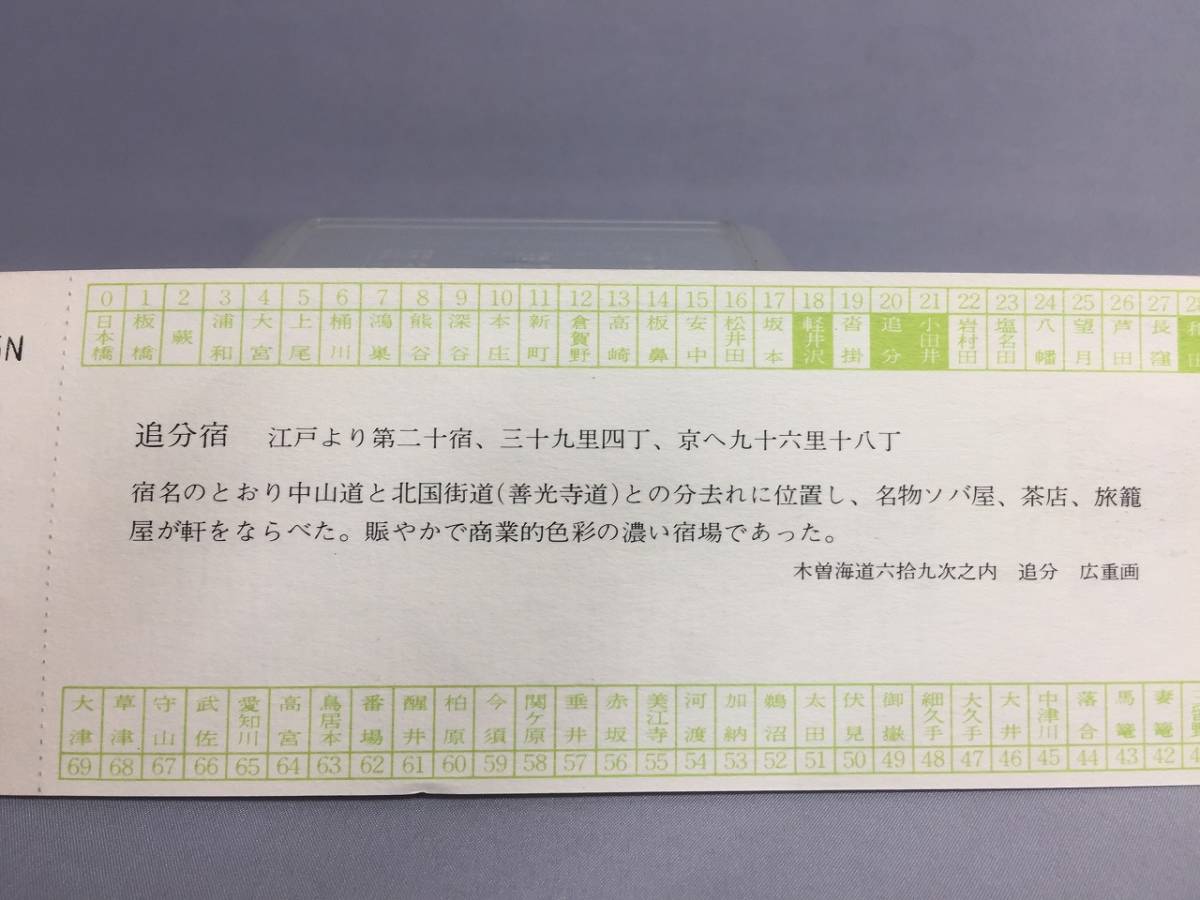 5N
0 1 2 3 4 5 6 7 8 9 10 11 12 13 14 15 16 17 18 19 20 21 22 23 24 25 26 27
日本橋 板橋 蕨 浦和 大宮 上尾 桶川 鴻巣 熊谷 深谷 本庄 新町 倉賀野 高崎 板鼻 安中 松井田 坂本 軽井沢 沓掛 追分 小田井 岩村田 塩名田 八幡 望月 芦田 長窪
追分宿 江戸より第二十宿、三十九里四丁、京へ九十六里十八丁
宿名のとおり中山道と北国街道(善光寺道)との分去れに位置し、名物ソバ屋、茶店、旅籠
屋が軒をならべた。賑やかで商業的色彩の濃い宿場であった。
木曽海道六拾九次之内 追分 広重画
大津 草津 守山 武佐 愛知川 高宮 鳥居本 番場 醒井 柏原 今須 関ケ原 垂井 赤坂 美江寺 河渡 加納 鵜沼 太田 伏見 御嶽 細久手 大久手 大井 中津川 落合 馬篭 妻篭
69 68 67 66 65 64 63 62 61 60 59 58 57 56 55 54 53 52 51 50 49 48 47 46 45 44 43 42